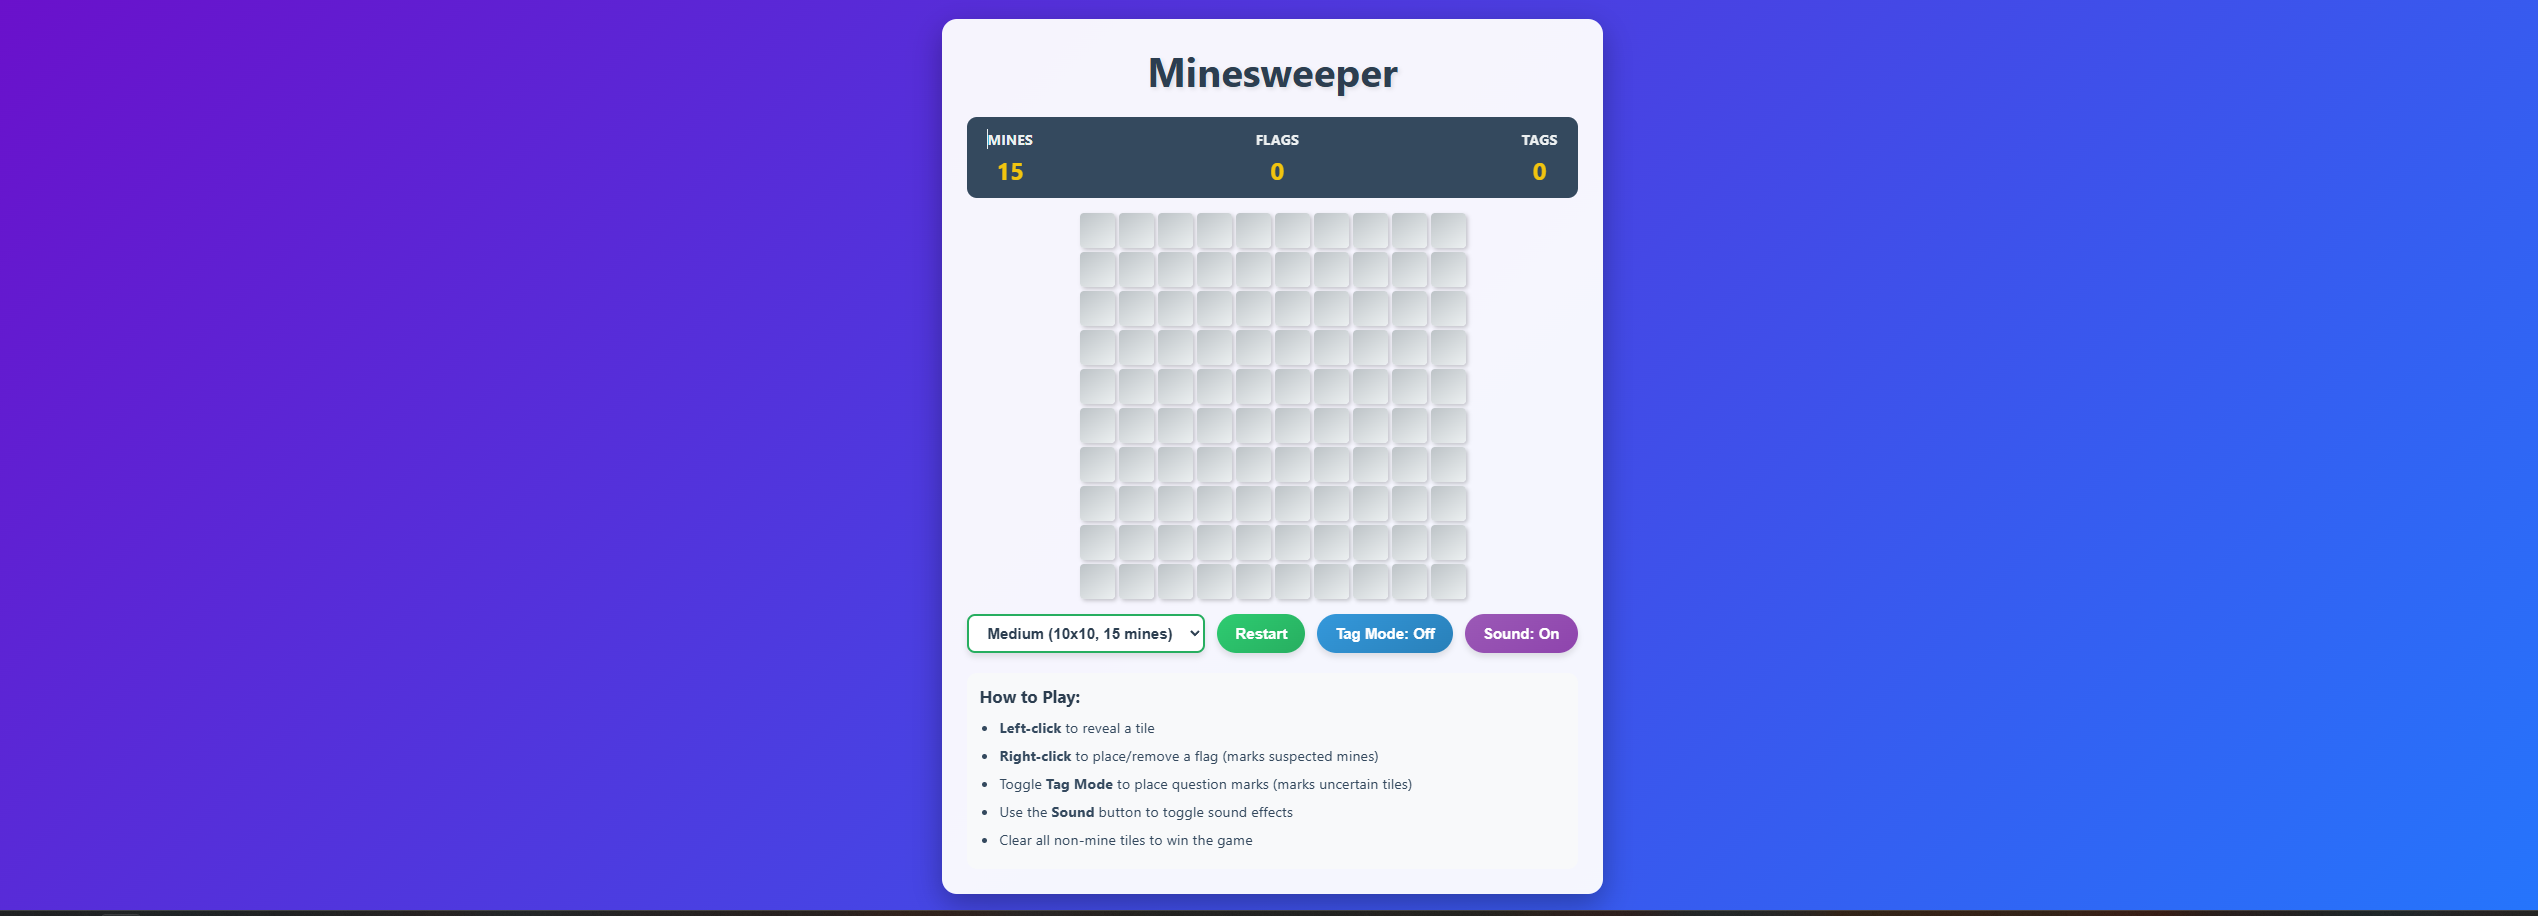 Minesweeper
MINES FLAGS TAGS
15 0 0
Medium (10x10, 15 mines) Restart Tag Mode: Off Sound: On
How to Play:
Left-click to reveal a tile
Right-click to place/remove a flag (marks suspected mines)
Toggle Tag Mode to place question marks (marks uncertain tiles)
Use the Sound button to toggle sound effects
Clear all non-mine tiles to win the game